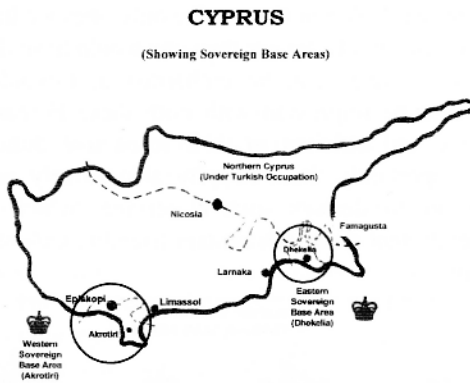 CYPRUS
(Showing Sovereign Base Areas)
Northern Cyprus
(Under Turkish Occupation)
Nicosia
Famagusta
Dhekelia
Larnaka
Eastern
Sovereign
Base Area
(Dhekelia)
Episkopi
Limassol
Akrotiri
Western
Sovereign
Base Area
(Akrotiri)